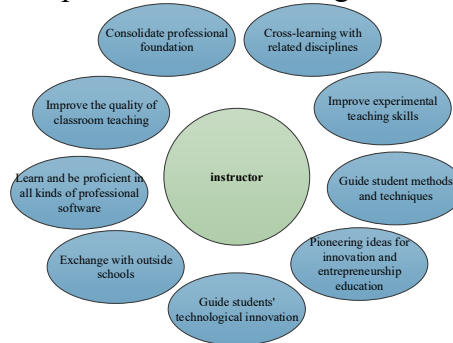 Consolidate professional
foundation
Cross-learning with
related disciplines
Improve the quality of
classroom teaching
Improve experimental
teaching skills
instructor
Learn and be proficient in
all kinds of professional
software
Guide student methods
and techniques
Exchange with outside
schools
Pioneering ideas for
innovation and
entrepreneurship
education
Guide students'
technological innovation